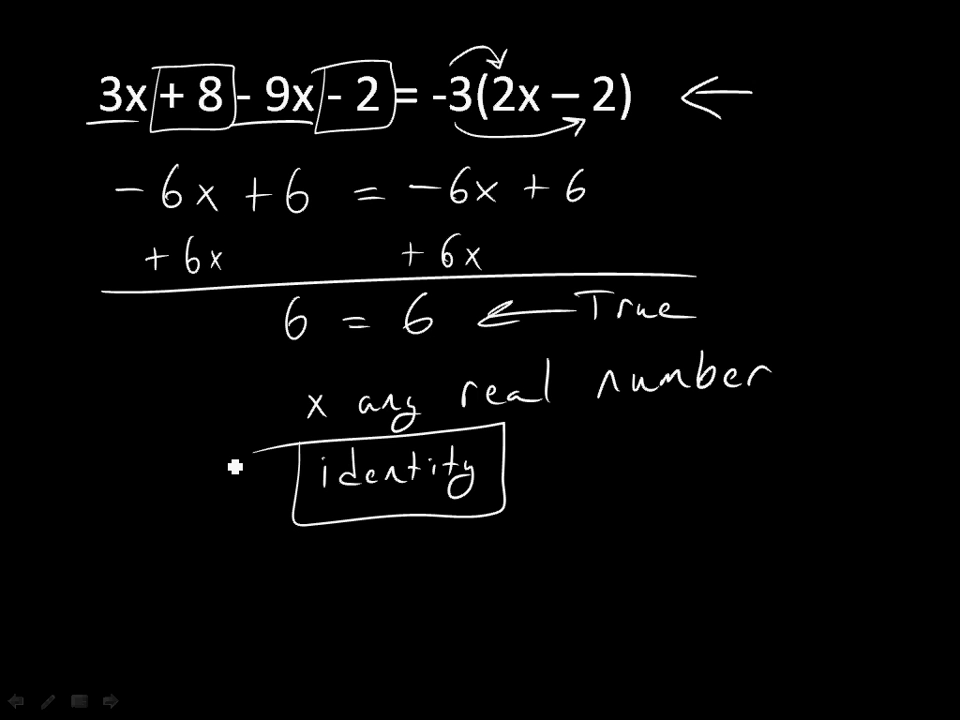 3x + 8 - 9x - 2 = -3(2x – 2)
- 6x + 6 = - 6x + 6
+ 6x + 6x
6 = 6 True
x any real number
identity